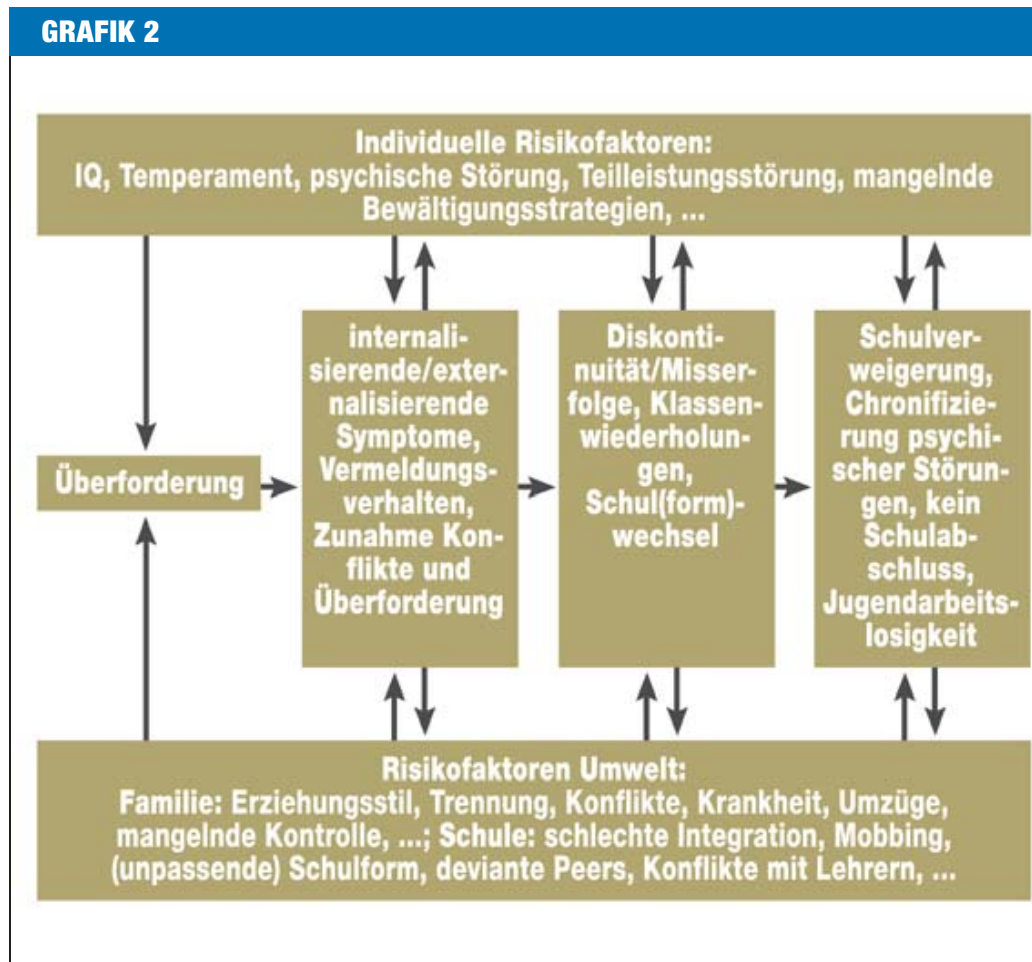 GRAFIK 2
Individuelle Risikofaktoren:
IQ, Temperament, psychische Störung, Teilleistungsstörung, mangelnde
Bewältigungsstrategien, ...
Überforderung
internali-
sierende/exter-
nalisierende
Symptome,
Vermeldungs-
verhalten,
Zunahme Kon-
flikte und
Überforderung
Diskonti-
nuität/Misser-
folge, Klassen-
wiederholun-
gen,
Schul(form)-
wechsel
Schulver-
weigerung,
Chronifizie-
rung psychi-
scher Störun-
gen, kein
Schulab-
schluss,
Jugendarbeits-
losigkeit
Risikofaktoren Umwelt:
Familie: Erziehungsstil, Trennung, Konflikte, Krankheit, Umzüge,
mangelnde Kontrolle, ...; Schule: schlechte Integration, Mobbing,
(unpassende) Schulform, deviante Peers, Konflikte mit Lehrern, ...